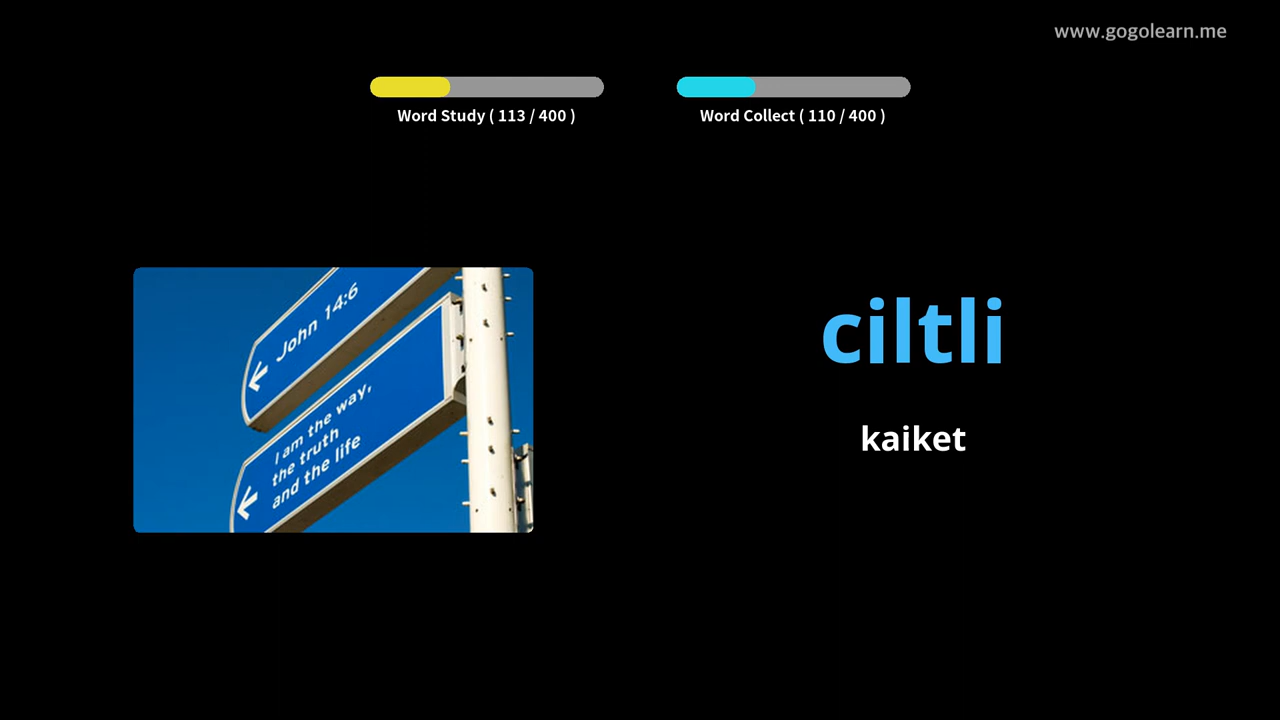 www.gogolearn.me
Word Study ( 113 / 400 )
Word Collect ( 110 / 400 )
John 14:6
I am the way,
the truth
and the life
ciltli
kaiket